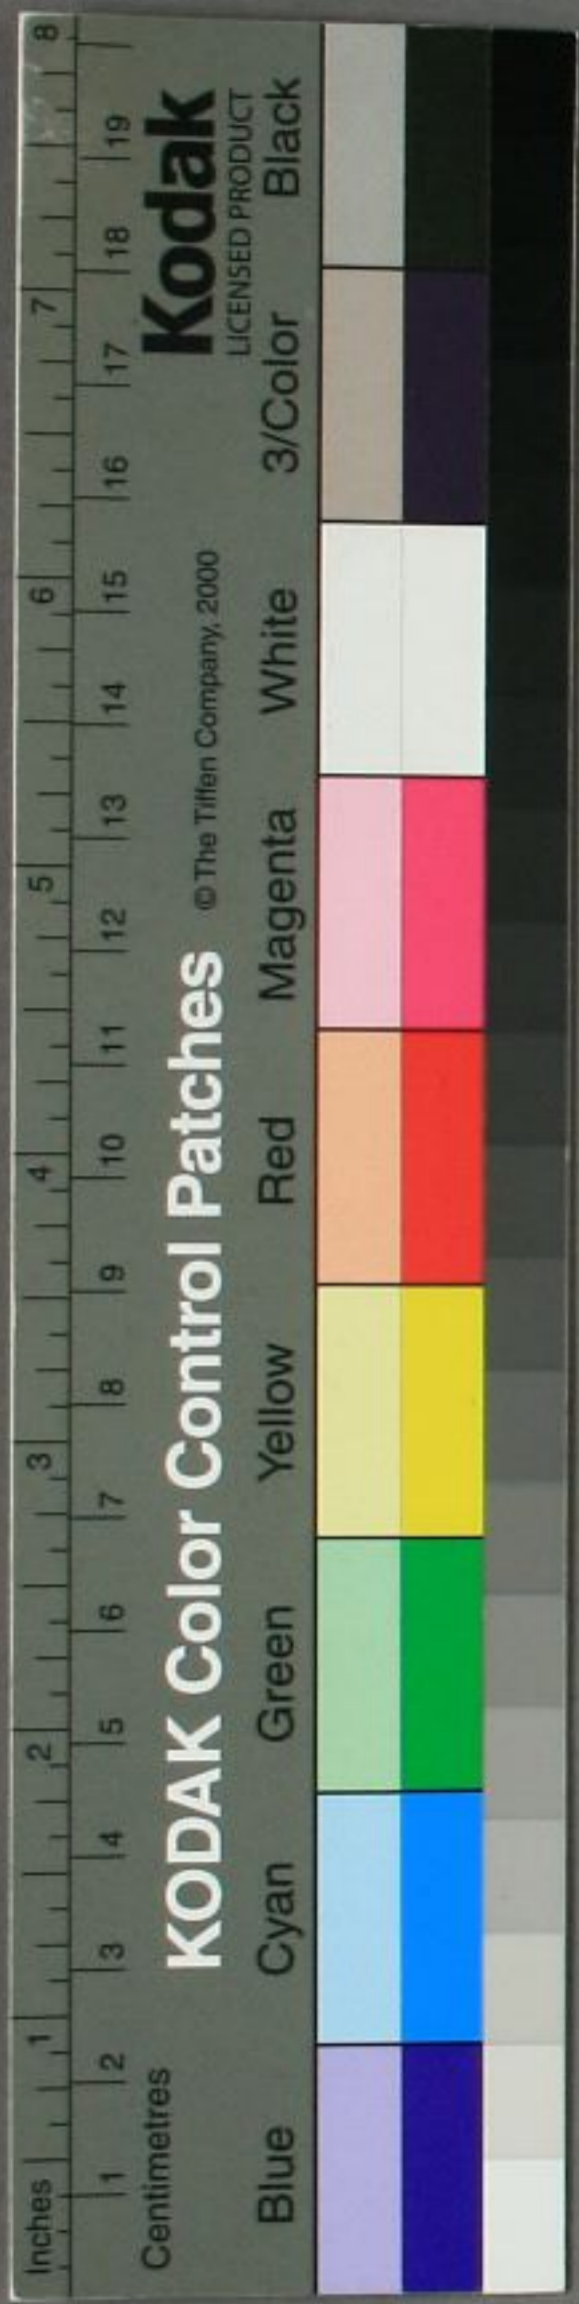 Inches 1 2 3 4 5 6 7 8
1 2 3 4 5 6 7 8 9 10 11 12 13 14 15 16 17 18 19
Centimetres
KODAK Color Control Patches
© The Tiffen Company, 2000
Kodak
LICENSED PRODUCT
Blue Cyan Green Yellow Red Magenta White 3/Color Black